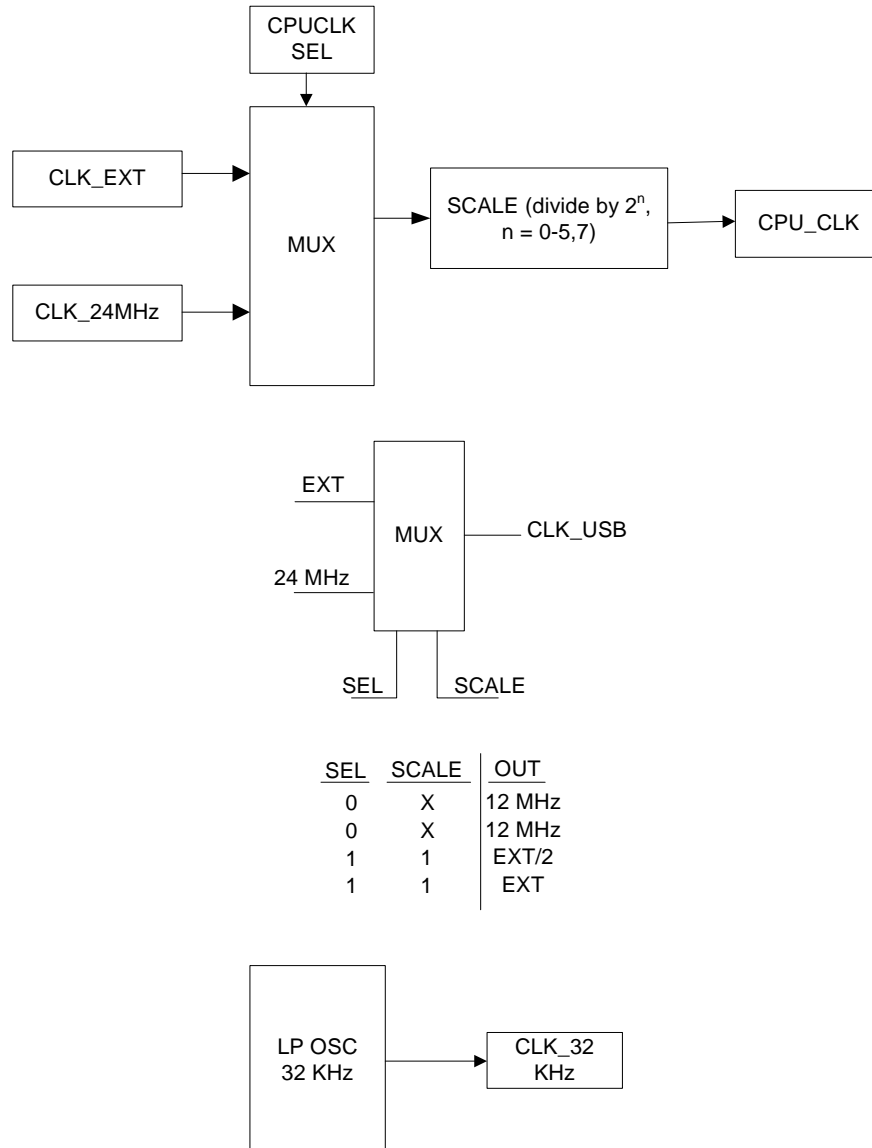 CPUCLK
SEL
CLK_EXT
MUX
CLK_24MHz
SCALE (divide by 2ⁿ,
n = 0-5,7)
CPU_CLK
EXT
24 MHz
MUX
CLK_USB
SEL
SCALE
SEL SCALE OUT
0 X 12 MHz
0 X 12 MHz
1 1 EXT/2
1 1 EXT
LP OSC
32 KHz
CLK_32
KHz